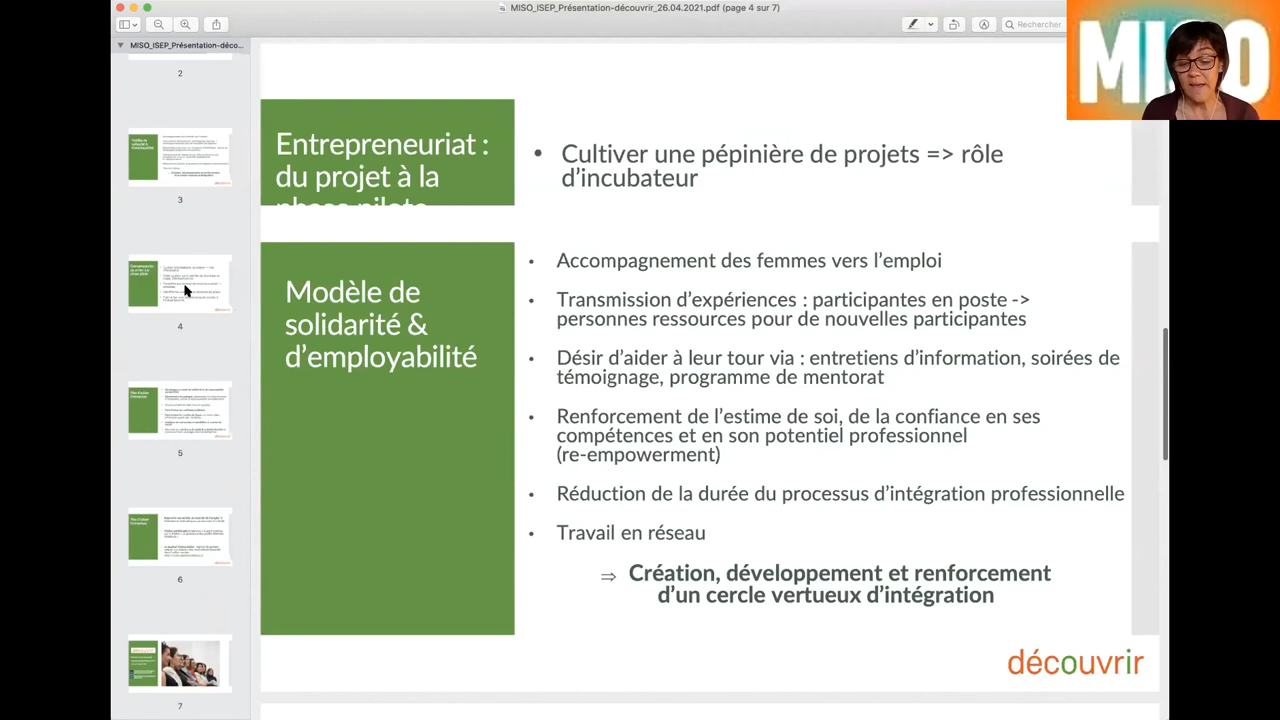 MISO_ISEP_Présentation-découvrir_26.04.2021.pdf (page 4 sur 7)
Rechercher
MISO_ISEP_Présentation-déco...
2
3
4
5
6
7
Entrepreneuriat :
du projet à la
phase pilote
• Cultiver une pépinière de projets => rôle
d'incubateur
Modèle de
solidarité &
d'employabilité
• Accompagnement des femmes vers l'emploi
• Transmission d'expériences : participantes en poste ->
personnes ressources pour de nouvelles participantes
• Désir d'aider à leur tour via : entretiens d'information, soirées de
témoignage, programme de mentorat
• Renforcement de l'estime de soi, de la confiance en ses
compétences et en son potentiel professionnel
(re-empowerment)
• Réduction de la durée du processus d'intégration professionnelle
• Travail en réseau
⇒ Création, développement et renforcement
d'un cercle vertueux d'intégration
découvrir
MISO